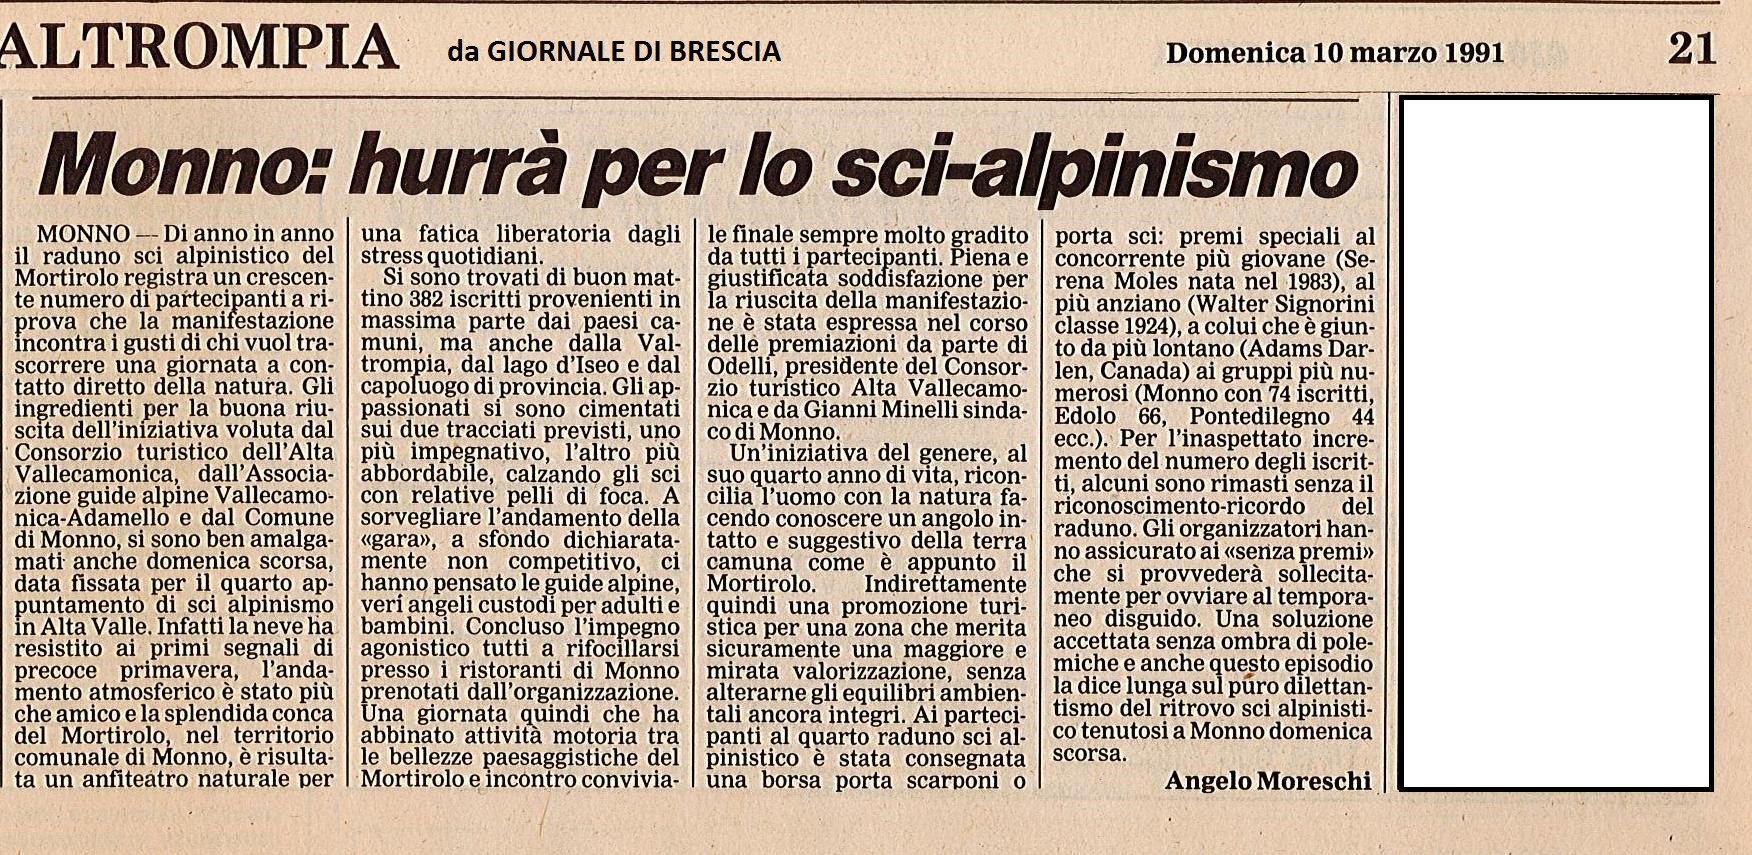 ALTROMPIA
da GIORNALE DI BRESCIA
Domenica 10 marzo 1991
21
Monno: hurrà per lo sci-alpinismo
MONNO — Di anno in anno
il raduno sci alpinistico del
Mortirolo registra un crescen-
te numero di partecipanti a ri-
prova che la manifestazione
incontra i gusti di chi vuol tra-
scorrere una giornata a con-
tatto diretto della natura. Gli
ingredienti per la buona riu-
scita dell'iniziativa voluta dal
Consorzio turistico dell'Alta
Vallecamonica, dall'Associa-
zione guide alpine Vallecamo-
nica-Adamello e dal Comune
di Monno, si sono ben amalga-
mati anche domenica scorsa,
data fissata per il quarto ap-
puntamento di sci alpinismo
in Alta Valle. Infatti la neve ha
resistito ai primi segnali di
precoce primavera, l'anda-
mento atmosferico è stato più
che amico e la splendida conca
del Mortirolo, nel territorio
comunale di Monno, è risulta-
ta un anfiteatro naturale per
una fatica liberatoria dagli
stress quotidiani.
Si sono trovati di buon mat-
tino 382 iscritti provenienti in
massima parte dai paesi ca-
muni, ma anche dalla Val-
trompia, dal lago d'Iseo e dal
capoluogo di provincia. Gli ap-
passionati si sono cimentati
sui due tracciati previsti, uno
più impegnativo, l'altro più
abbordabile, calzando gli sci
con relative pelli di foca. A
sorvegliare l'andamento della
«gara», a sfondo dichiarata-
mente non competitivo, ci
hanno pensato le guide alpine,
veri angeli custodi per adulti e
bambini. Concluso l'impegno
agonistico tutti a rifocillarsi
presso i ristoranti di Monno
prenotati dall'organizzazione.
Una giornata quindi che ha
abbinato attività motoria tra
le bellezze paesaggistiche del
Mortirolo e incontro convivia-
le finale sempre molto gradito
da tutti i partecipanti. Piena e
giustificata soddisfazione per
la riuscita della manifestazio-
ne è stata espressa nel corso
delle premiazioni da parte di
Odelli, presidente del Consor-
zio turistico Alta Vallecamo-
nica e da Gianni Minelli sinda-
co di Monno.
Un'iniziativa del genere, al
suo quarto anno di vita, ricon-
cilia l'uomo con la natura fa-
cendo conoscere un angolo in-
tatto e suggestivo della terra
camuna come è appunto il
Mortirolo. Indirettamente
quindi una promozione turi-
stica per una zona che merita
sicuramente una maggiore e
mirata valorizzazione, senza
alterarne gli equilibri ambien-
tali ancora integri. Ai parteci-
panti al quarto raduno sci al-
pinistico è stata consegnata
una borsa porta scarponi o
porta sci: premi speciali al
concorrente più giovane (Se-
rena Moles nata nel 1983), al
più anziano (Walter Signorini
classe 1924), a colui che è giun-
to da più lontano (Adams Dar-
len, Canada) ai gruppi più nu-
merosi (Monno con 74 iscritti,
Edolo 66, Pontedilegno 44
ecc.). Per l'inaspettato incre-
mento del numero degli iscrit-
ti, alcuni sono rimasti senza il
riconoscimento-ricordo del
raduno. Gli organizzatori han-
no assicurato ai «senza premi»
che si provvederà sollecita-
mente per ovviare al tempora-
neo disguido. Una soluzione
accettata senza ombra di pole-
miche e anche questo episodio
la dice lunga sul puro dilettan-
tismo del ritrovo sci alpinisti-
co tenutosi a Monno domenica
scorsa.
Angelo Moreschi